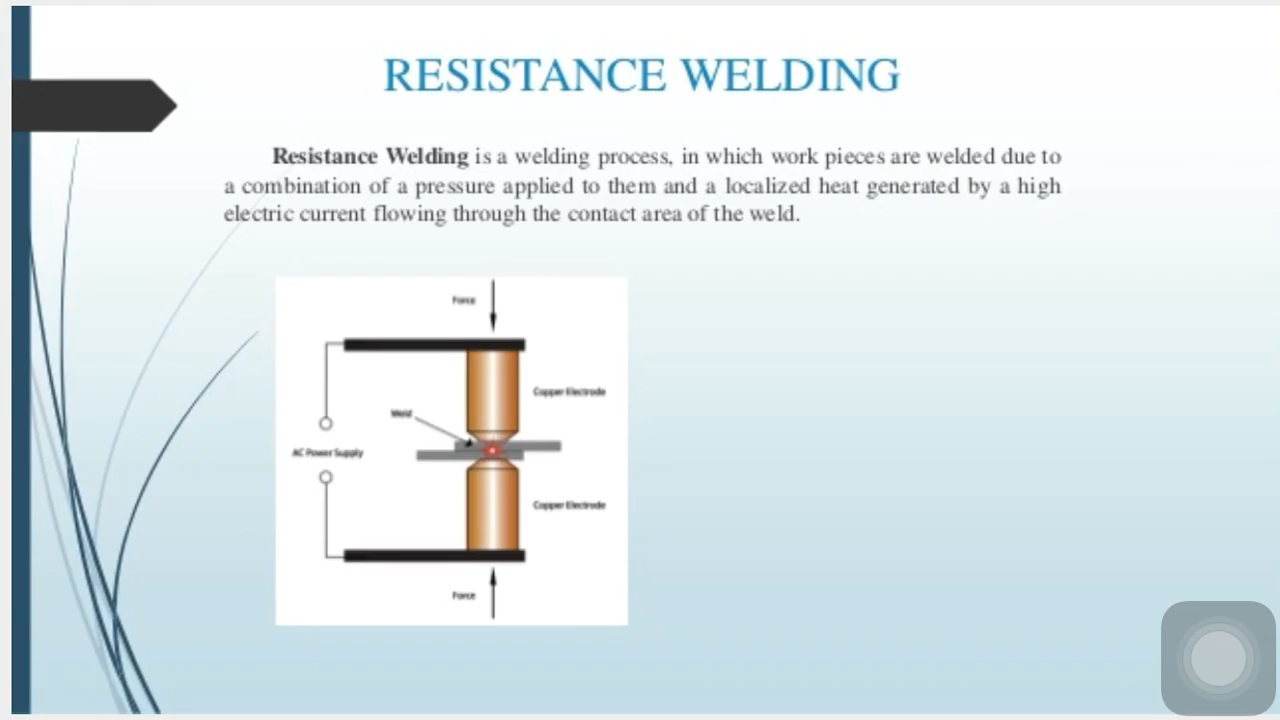 RESISTANCE WELDING
Resistance Welding is a welding process, in which work pieces are welded due to
a combination of a pressure applied to them and a localized heat generated by a high
electric current flowing through the contact area of the weld.
Force
Copper Electrode
Weld
AC Power Supply
Copper Electrode
Force